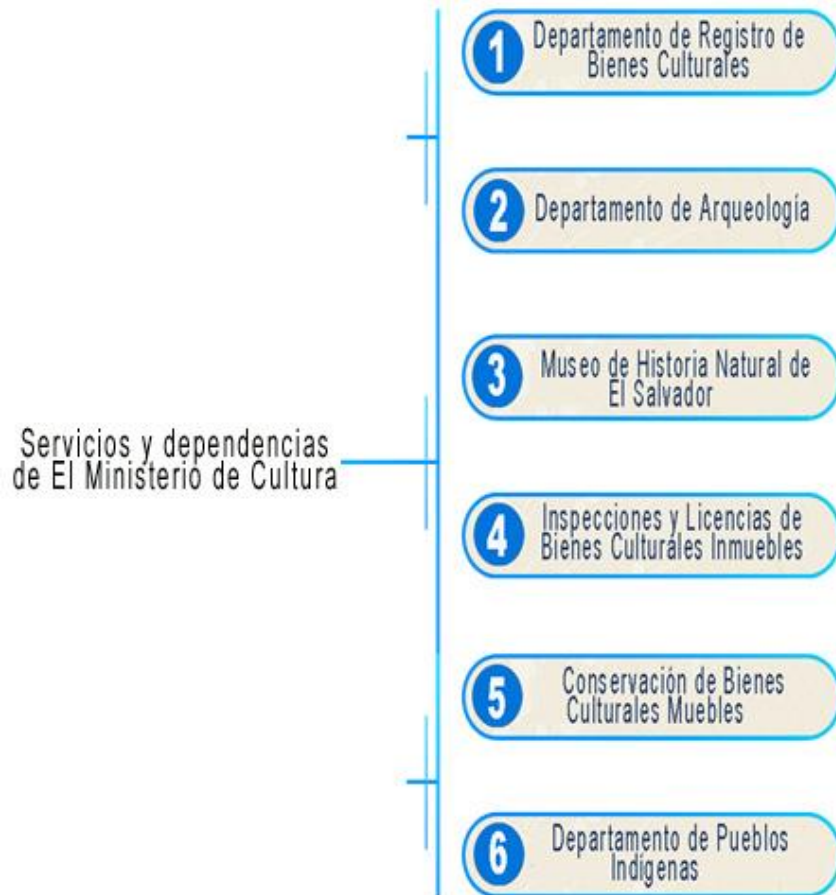 Servicios y dependencias
de El Ministerio de Cultura
1
Departamento de Registro de
Bienes Culturales
2
Departamento de Arqueología
3
Museo de Historia Natural de
El Salvador
4
Inspecciones y Licencias de
Bienes Culturales Inmuebles
5
Conservación de Bienes
Culturales Muebles
6
Departamento de Pueblos
Indígenas